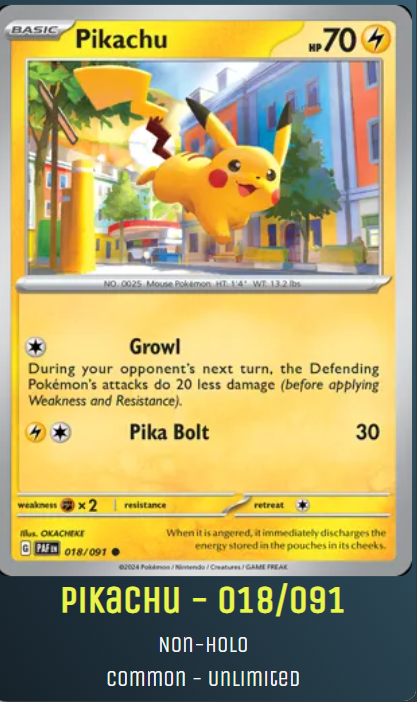 BASIC
Pikachu
HP 70
NO. 0025 Mouse Pokémon HT: 1'4" WT: 13.2 lbs
Growl
During your opponent's next turn, the Defending
Pokémon's attacks do 20 less damage (before applying
Weakness and Resistance).
Pika Bolt 30
weakness ×2 resistance retreat
Illus. OKACHEKE
When it is angered, it immediately discharges the
energy stored in the pouches in its cheeks.
G PAF EN 018/091
©2024 Pokémon / Nintendo / Creatures / GAME FREAK
Pikachu - 018/091
Non-Holo
Common - Unlimited